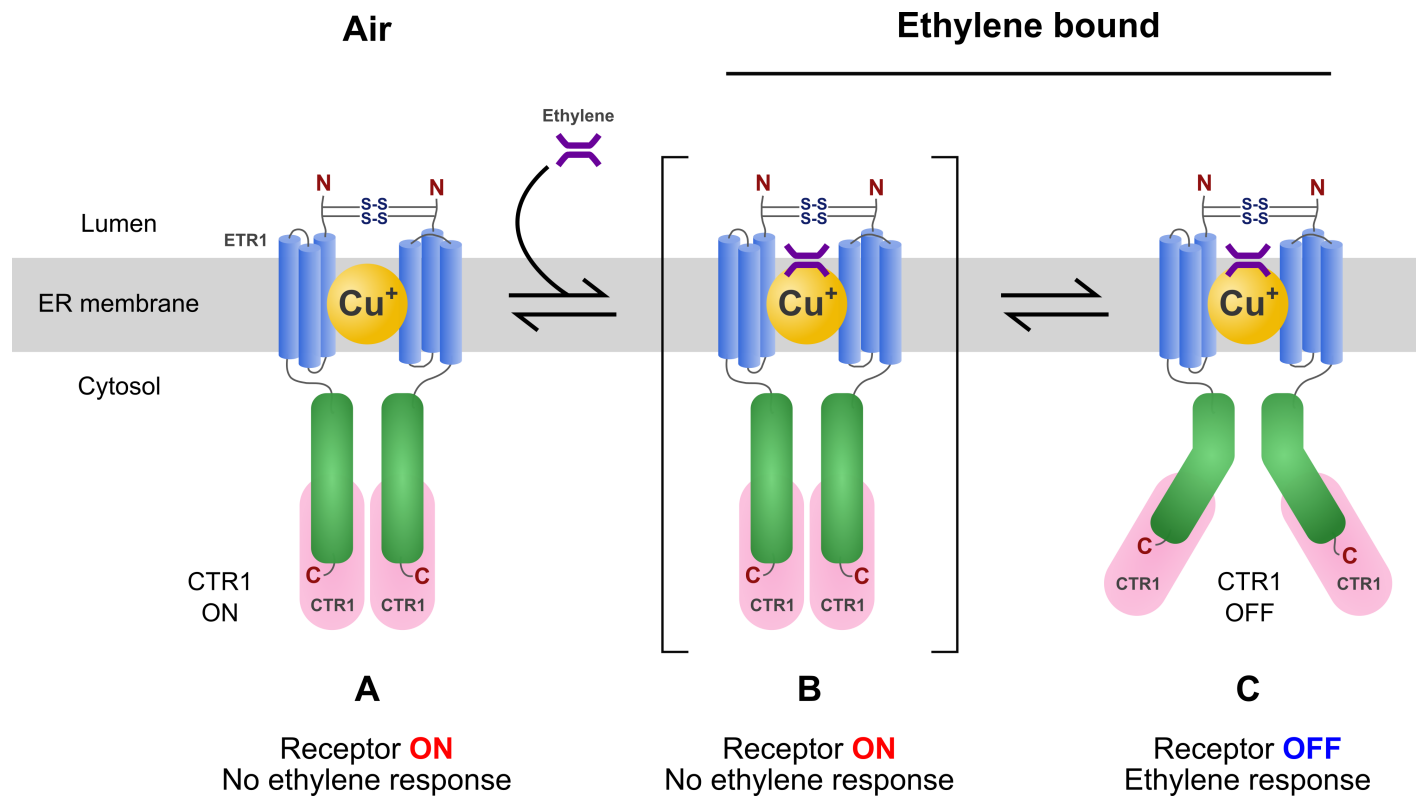 Air
Ethylene bound
Ethylene
N
N
S-S
S-S
N
N
S-S
S-S
N
N
S-S
S-S
Lumen
ETR1
ER membrane
Cu+
Cu+
Cu+
Cytosol
C
C
CTR1
CTR1
CTR1
ON
C
C
CTR1
CTR1
C
C
CTR1
CTR1
CTR1
OFF
A
Receptor ON
No ethylene response
B
Receptor ON
No ethylene response
C
Receptor OFF
Ethylene response